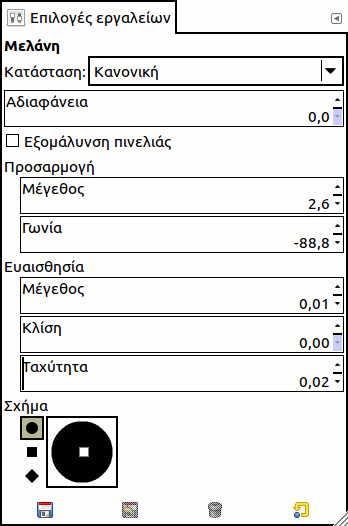 Επιλογές εργαλείων
Μελάνη
Κατάσταση: Κανονική
Αδιαφάνεια
0,0
Εξομάλυνση πινελιάς
Προσαρμογή
Μέγεθος
2,6
Γωνία
-88,8
Ευαισθησία
Μέγεθος
0,01
Κλίση
0,00
Ταχύτητα
0,02
Σχήμα